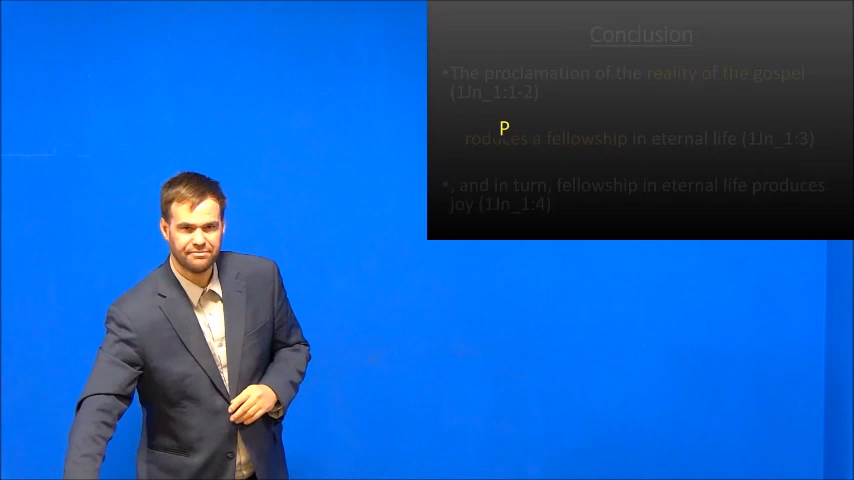 Conclusion
•The proclamation of the reality of the gospel
(1Jn_1:1-2)
P
roduces a fellowship in eternal life (1Jn_1:3)
•, and in turn, fellowship in eternal life produces
joy (1Jn_1:4)